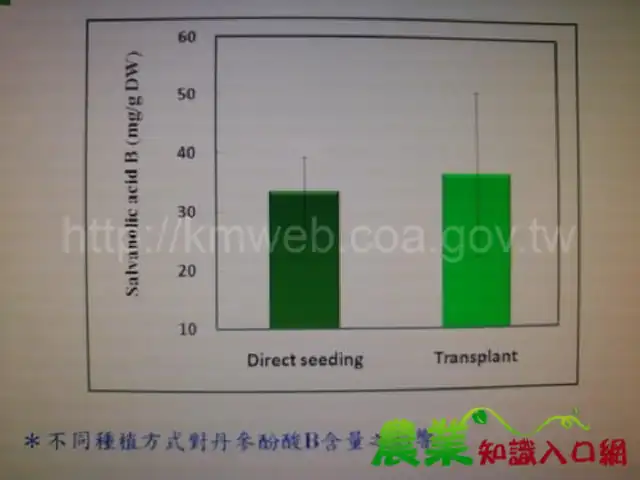 60
Salvanolic acid B (mg/g DW)
50
40
30
http://kmweb.coa.gov.tw
20
10
Direct seeding
Transplant
＊不同種植方式對丹參酚酸B含量之影響
農業知識入口網